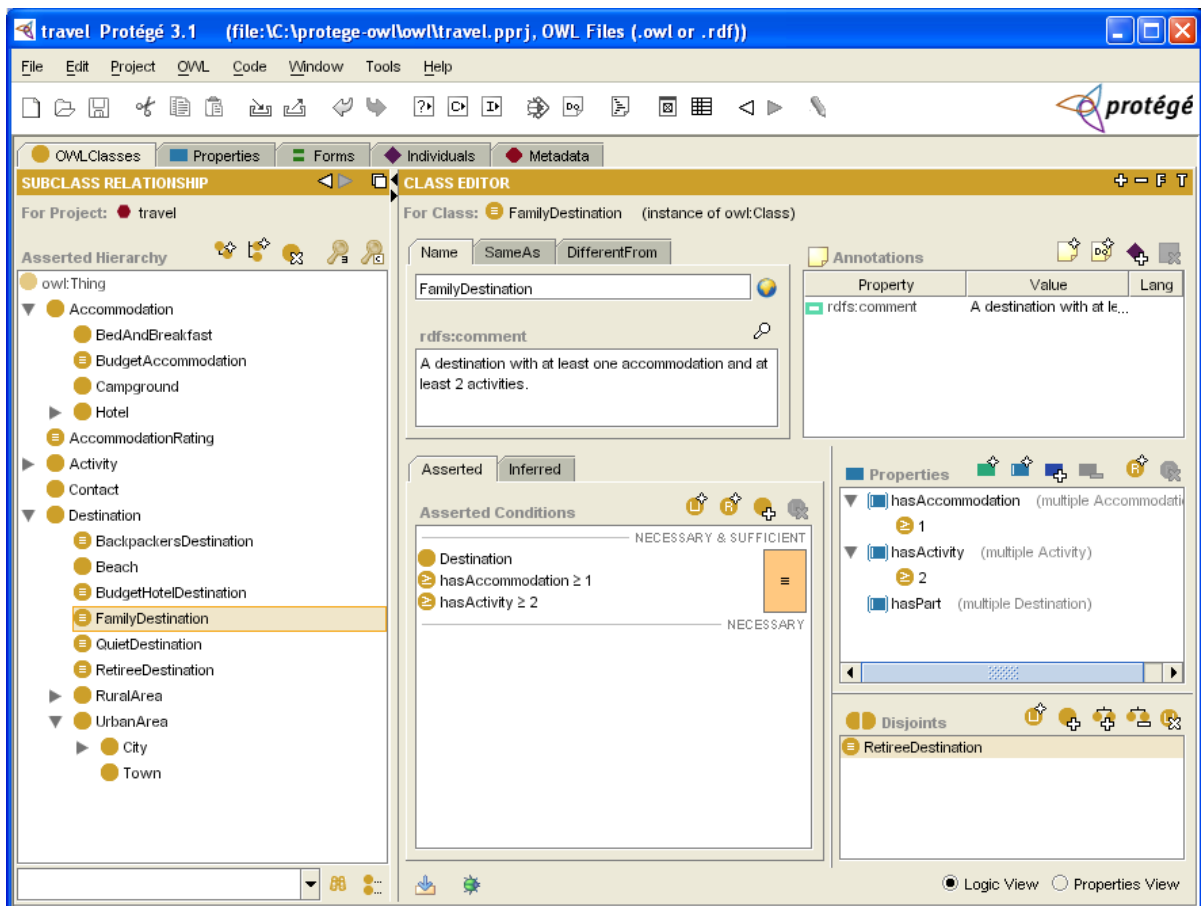 travel Protégé 3.1 (file:\C:\protege-owl\owl\travel.pprj, OWL Files (.owl or .rdf))
File Edit Project OWL Code Window Tools Help
protégé
OWLClasses Properties Forms Individuals Metadata
SUBCLASS RELATIONSHIP
For Project: travel
Asserted Hierarchy
owl:Thing
Accommodation
BedAndBreakfast
BudgetAccommodation
Campground
Hotel
AccommodationRating
Activity
Contact
Destination
BackpackersDestination
Beach
BudgetHotelDestination
FamilyDestination
QuietDestination
RetireeDestination
RuralArea
UrbanArea
City
Town
CLASS EDITOR
F T
For Class: FamilyDestination (instance of owl:Class)
Name SameAs DifferentFrom
FamilyDestination
rdfs:comment
A destination with at least one accommodation and at
least 2 activities.
Annotations
Property Value Lang
rdfs:comment A destination with at le...
Asserted Inferred
Asserted Conditions
NECESSARY & SUFFICIENT
Destination
hasAccommodation ≥ 1
hasActivity ≥ 2
≡
NECESSARY
Properties
hasAccommodation (multiple Accommodati
≥ 1
hasActivity (multiple Activity)
≥ 2
hasPart (multiple Destination)
Disjoints
RetireeDestination
Logic View Properties View